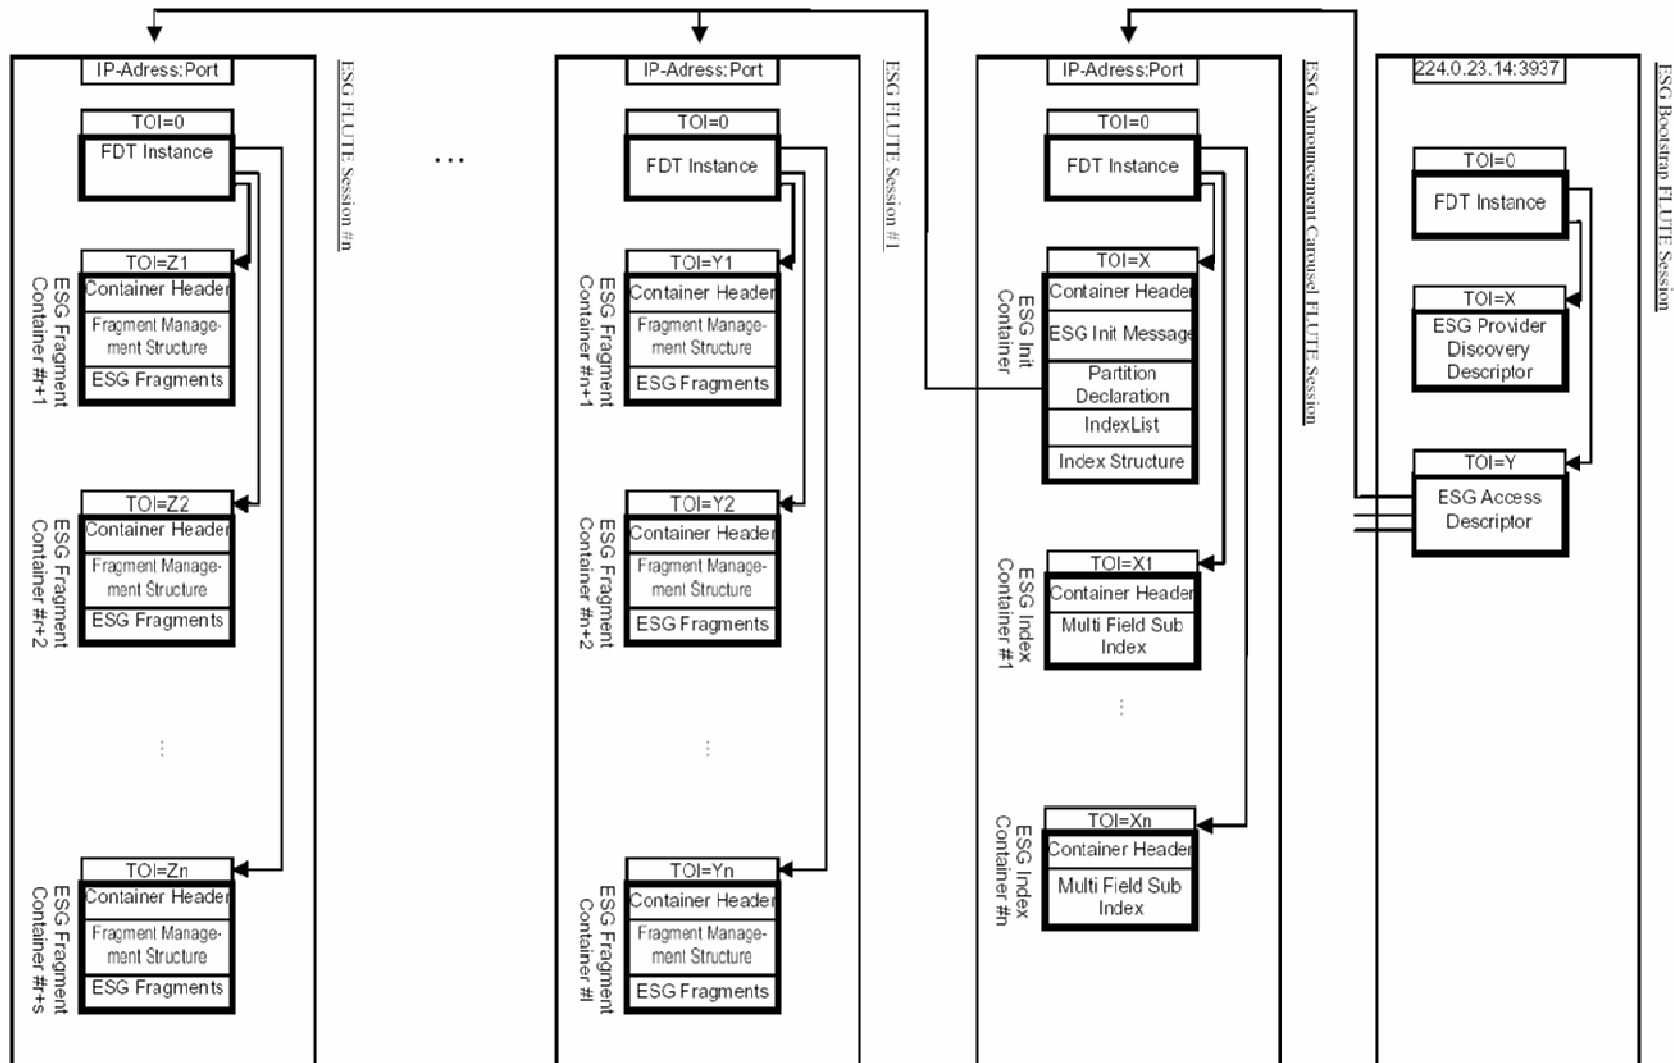 IP-Adress:Port
TOI=0
FDT Instance
TOI=Z1
Container Header
Fragment Manage-
ment Structure
ESG Fragments
ESG Fragment
Container #r+1
TOI=Z2
Container Header
Fragment Manage-
ment Structure
ESG Fragments
ESG Fragment
Container #r+2
...
TOI=Zn
Container Header
Fragment Manage-
ment Structure
ESG Fragments
ESG Fragment
Container #r+s
ESG FLUTE Session #n
...
IP-Adress:Port
TOI=0
FDT Instance
TOI=Y1
Container Header
Fragment Manage-
ment Structure
ESG Fragments
ESG Fragment
Container #n+1
TOI=Y2
Container Header
Fragment Manage-
ment Structure
ESG Fragments
ESG Fragment
Container #n+2
...
TOI=Yn
Container Header
Fragment Manage-
ment Structure
ESG Fragments
ESG Fragment
Container #l
ESG FLUTE Session #1
IP-Adress:Port
TOI=0
FDT Instance
TOI=X
Container Header
ESG Init Message
Partition
Declaration
IndexList
Index Structure
ESG Init
Container
TOI=X1
Container Header
Multi Field Sub
Index
ESG Index
Container #1
...
TOI=Xn
Container Header
Multi Field Sub
Index
ESG Index
Container #n
ESG Announcement Carousel FLUTE Session
224.0.23.14:3937
TOI=0
FDT Instance
TOI=X
ESG Provider
Discovery
Descriptor
TOI=Y
ESG Access
Descriptor
ESG Bootstrap FLUTE Session